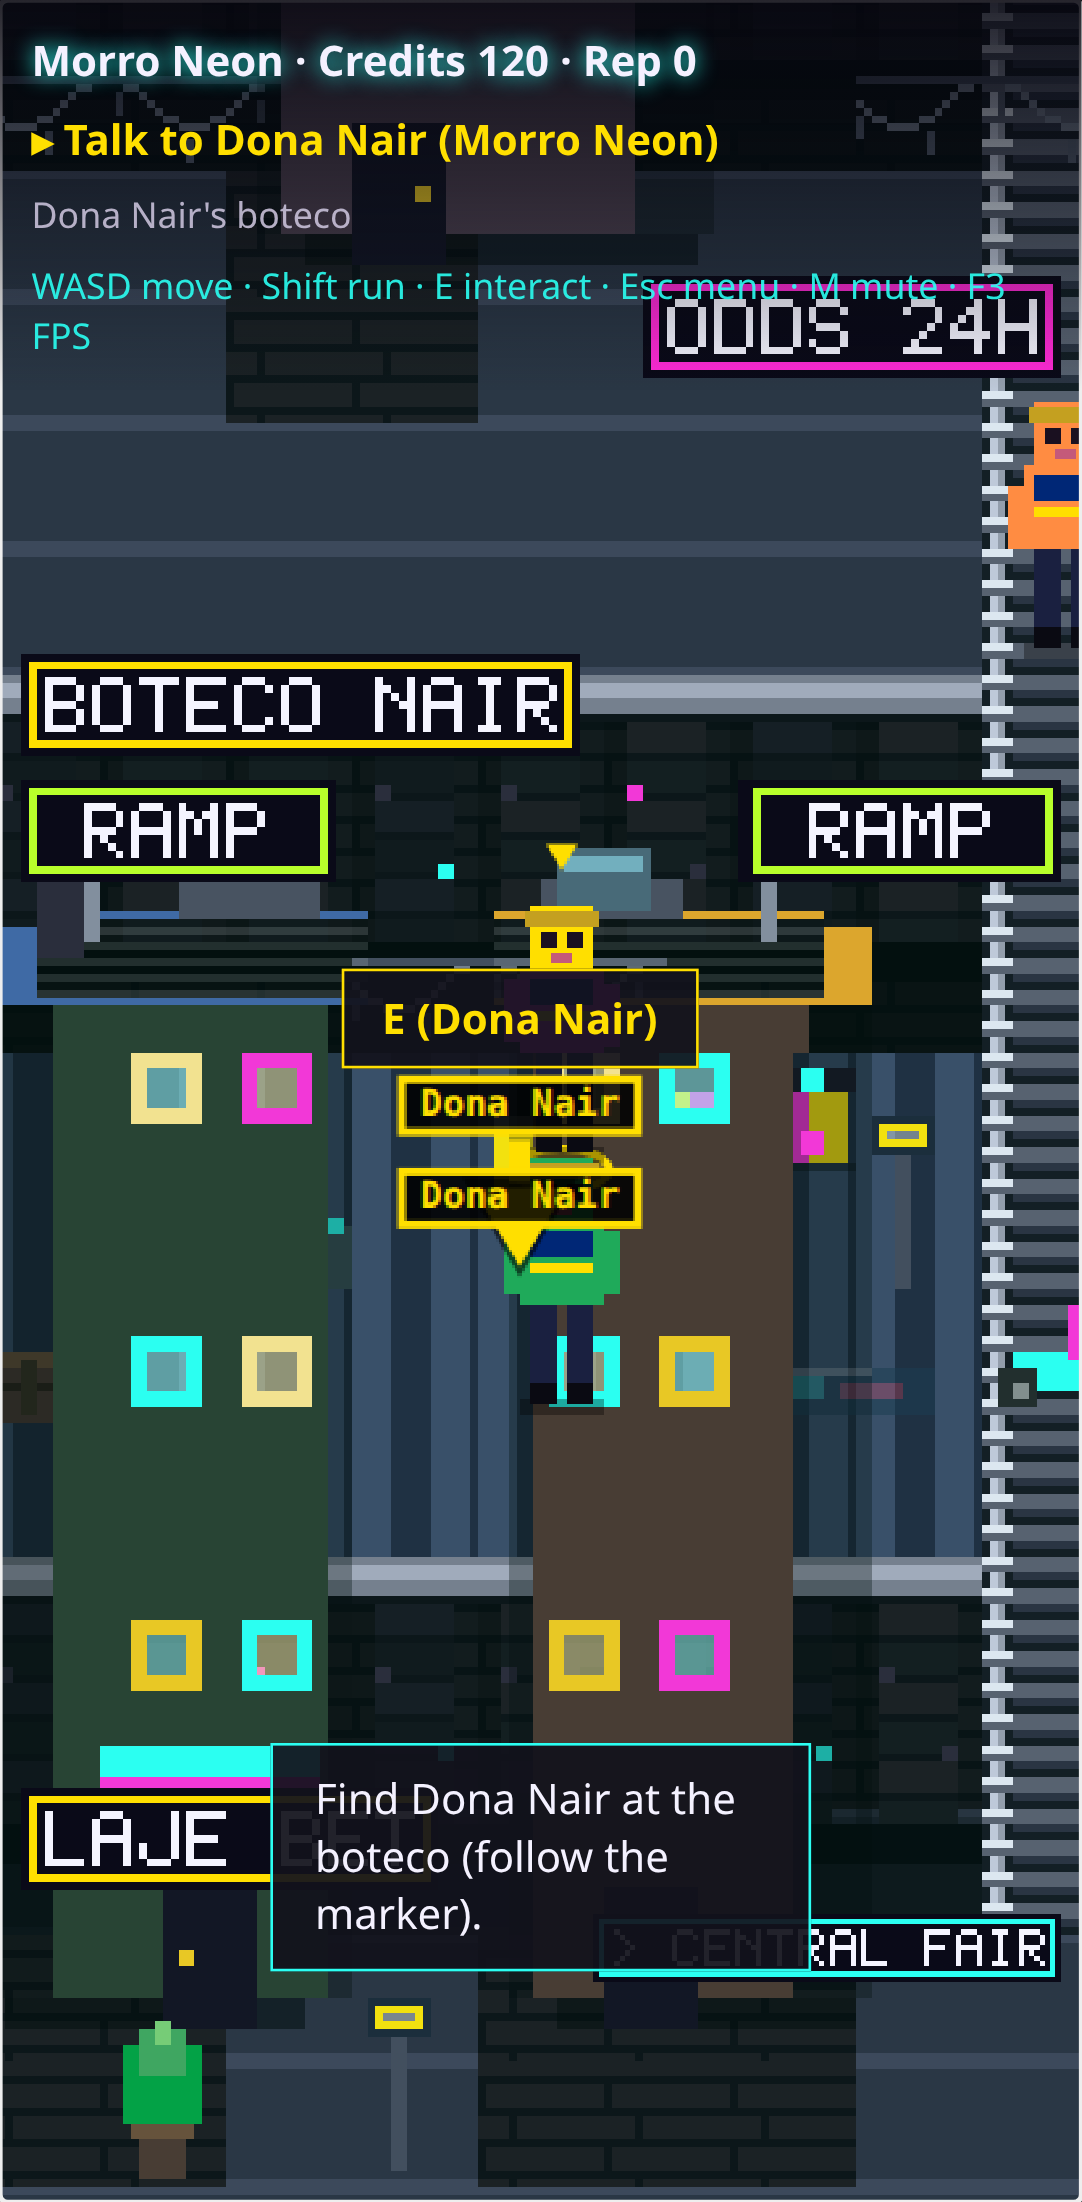 Morro Neon · Credits 120 · Rep 0
▸ Talk to Dona Nair (Morro Neon)
Dona Nair's boteco
WASD move · Shift run · E interact · Esc menu · M mute · F3
FPS
ODDS 24H
BOTECO NAIR
RAMP
RAMP
E (Dona Nair)
Dona Nair
Dona Nair
LAJE BET
Find Dona Nair at the
boteco (follow the
marker).
> CENTRAL FAIR